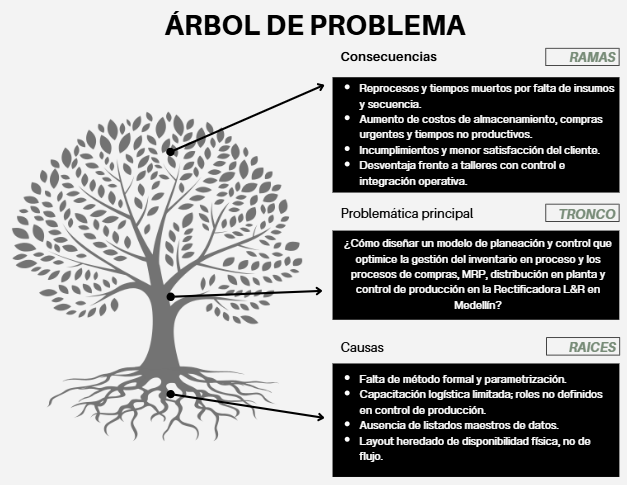 ÁRBOL DE PROBLEMA
Consecuencias
RAMAS
• Reprocesos y tiempos muertos por falta de insumos
y secuencia.
• Aumento de costos de almacenamiento, compras
urgentes y tiempos no productivos.
• Incumplimientos y menor satisfacción del cliente.
• Desventaja frente a talleres con control e
integración operativa.
Problemática principal
TRONCO
¿Cómo diseñar un modelo de planeación y control que
optimice la gestión del inventario en proceso y los
procesos de compras, MRP, distribución en planta y
control de producción en la Rectificadora L&R en
Medellín?
Causas
RAICES
• Falta de método formal y parametrización.
• Capacitación logística limitada; roles no definidos
en control de producción.
• Ausencia de listados maestros de datos.
• Layout heredado de disponibilidad física, no de
flujo.